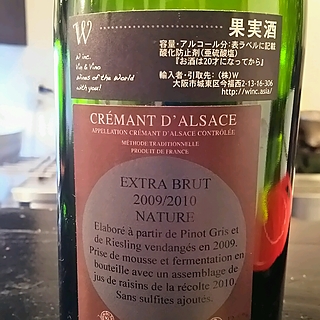 W
W inc.
Vin & Vino
Wines of the World
with you!
果実酒
容量・アルコール分:表ラベルに記載
酸化防止剤(亜硫酸塩)
『お酒は20才になってから』
輸入者・引取先:(株)W
大阪市城東区今福西2-13-16-306
http://winc.asia/
CRÉMANT D'ALSACE
APPELLATION CRÉMANT D'ALSACE CONTRÔLÉE
MÉTHODE TRADITIONNELLE
PRODUIT DE FRANCE
EXTRA BRUT
2009/2010
NATURE
Elaboré à partir de Pinot Gris et
de Riesling vendangés en 2009.
Prise de mousse et fermentation en
bouteille avec un assemblage de
jus de raisins de la récolte 2010.
Sans sulfites ajoutés.